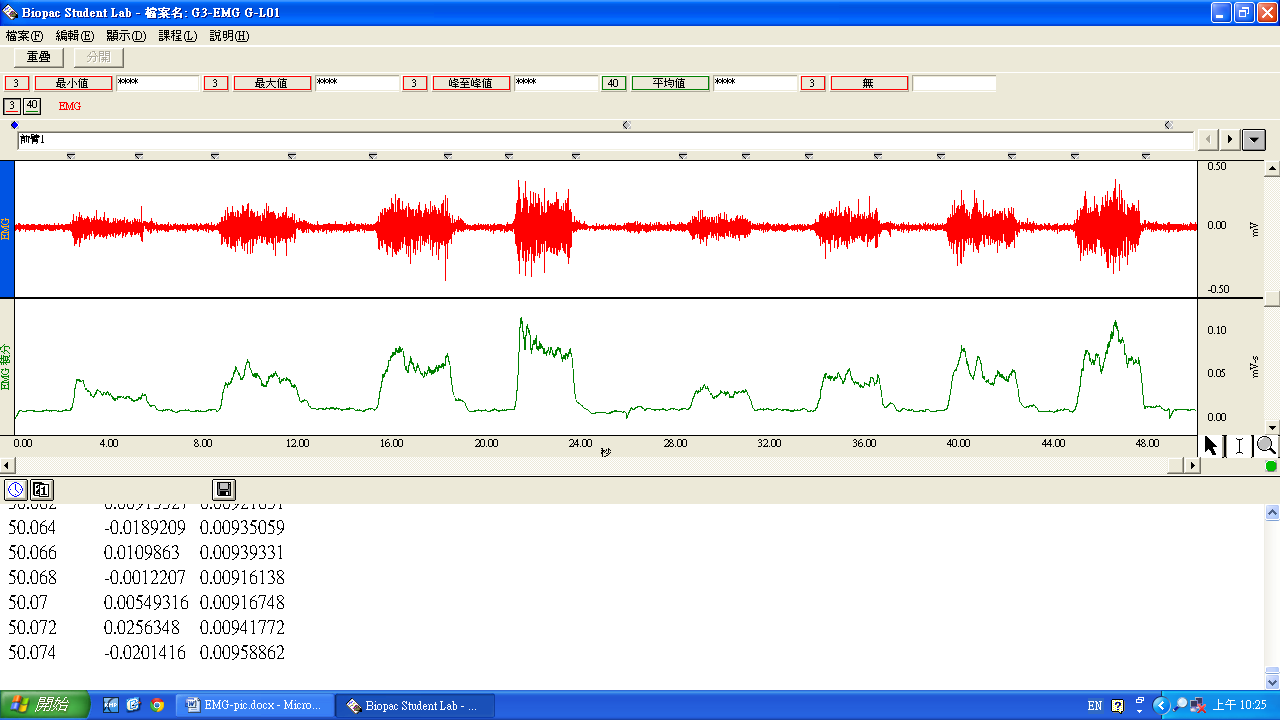 Biopac Student Lab - 檔案名: G3-EMG G-L01
檔案(F) 編輯(E) 顯示(D) 課程(L) 說明(H)
重疊 分開
3 最小值 **** 3 最大值 **** 3 峰至峰值 **** 40 平均值 **** 3 無
3 40 EMG
前臂1
0.50
EMG
0.00
mV
-0.50
0.10
EMG 積分
0.05
mV-s
0.00
0.00 4.00 8.00 12.00 16.00 20.00 24.00 28.00 32.00 36.00 40.00 44.00 48.00
秒
50.064 -0.0189209 0.00935059
50.066 0.0109863 0.00939331
50.068 -0.0012207 0.00916138
50.07 0.00549316 0.00916748
50.072 0.0256348 0.00941772
50.074 -0.0201416 0.00958862
開始 EMG-pic.docx - Micro... Biopac Student Lab - ... EN 上午 10:25